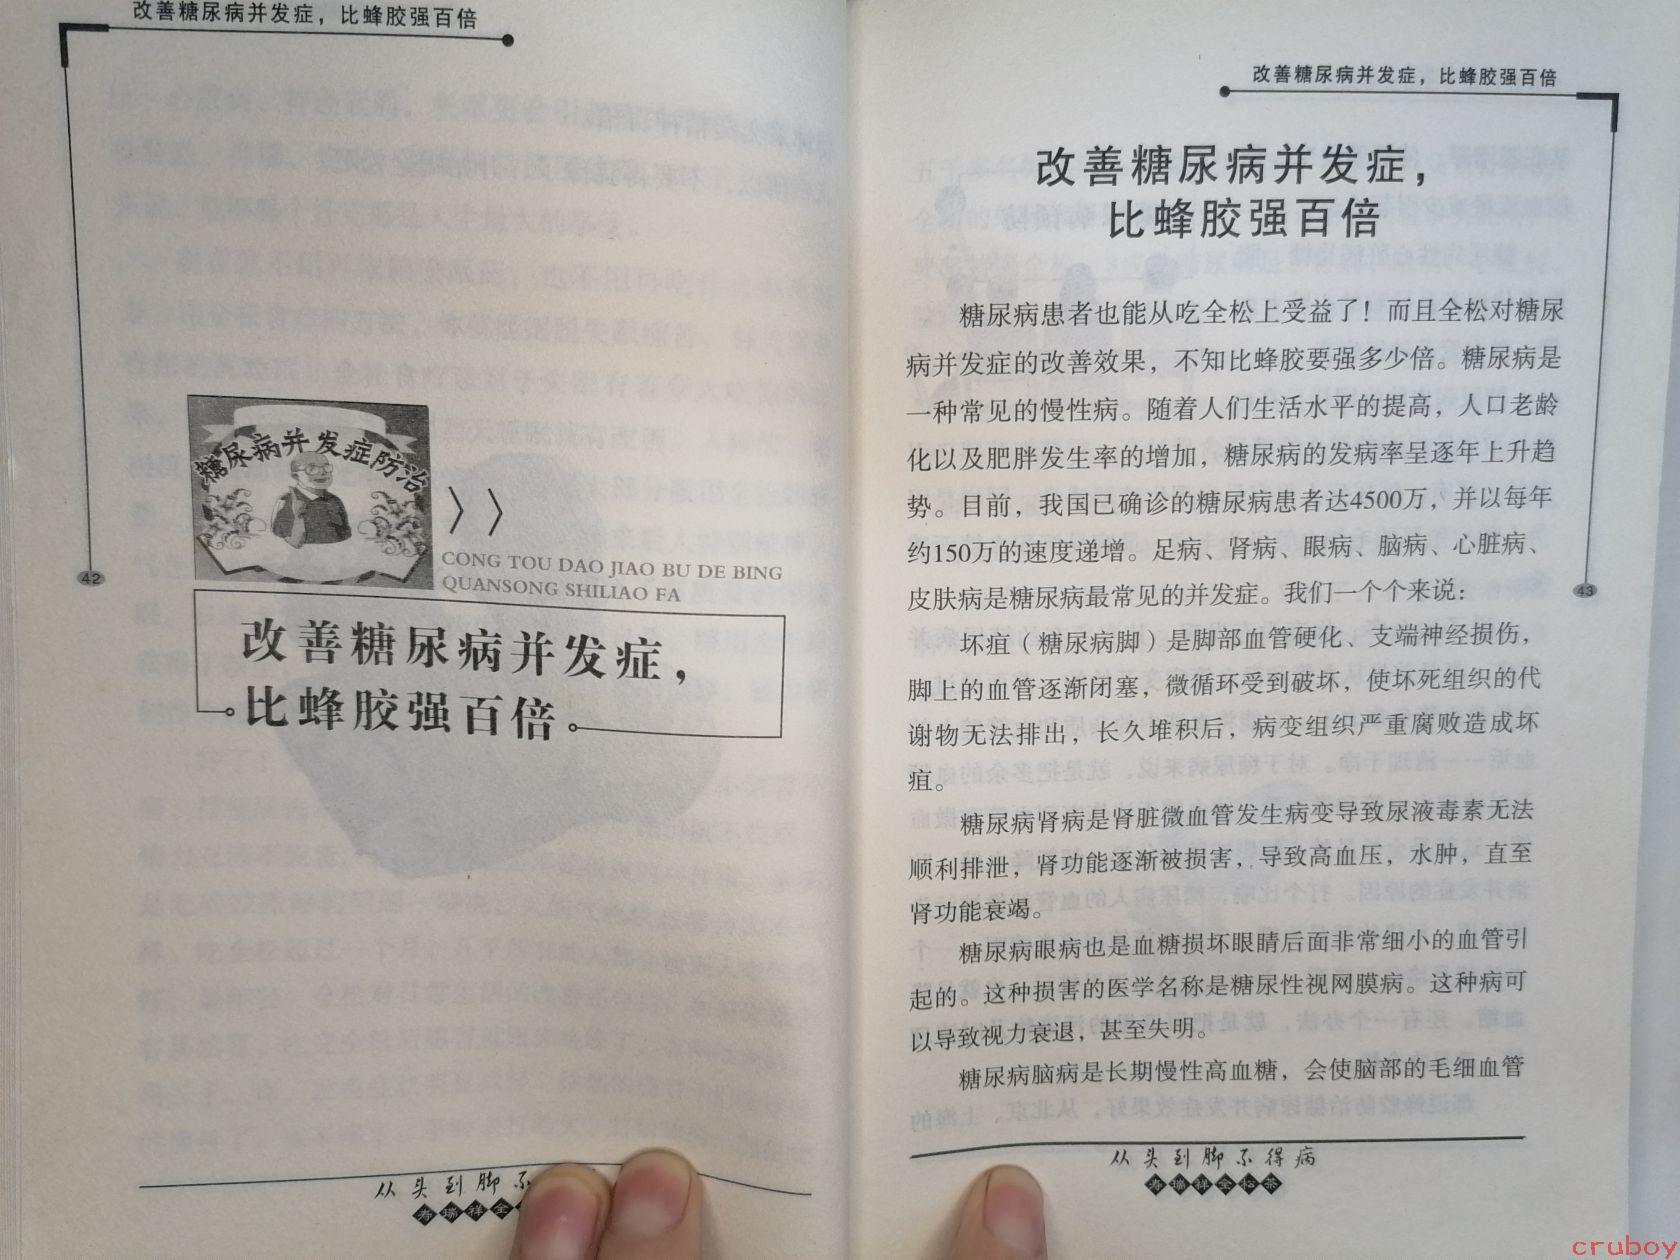 改善糖尿病并发症，比蜂胶强百倍
糖尿病并发症防治
CONG TOU DAO JIAO BU DE BING
QUANSONG SHILIAO FA
改善糖尿病并发症，
比蜂胶强百倍
42
从头到脚不
寿瑞祥全
改善糖尿病并发症，比蜂胶强百倍
改善糖尿病并发症，
比蜂胶强百倍
糖尿病患者也能从吃全松上受益了！而且全松对糖尿
病并发症的改善效果，不知比蜂胶要强多少倍。糖尿病是
一种常见的慢性病。随着人们生活水平的提高，人口老龄
化以及肥胖发生率的增加，糖尿病的发病率呈逐年上升趋
势。目前，我国已确诊的糖尿病患者达4500万，并以每年
约150万的速度递增。足病、肾病、眼病、脑病、心脏病、
皮肤病是糖尿病最常见的并发症。我们一个个来说：
坏疽（糖尿病脚）是脚部血管硬化、支端神经损伤，
脚上的血管逐渐闭塞，微循环受到破坏，使坏死组织的代
谢物无法排出，长久堆积后，病变组织严重腐败造成坏
疽。
糖尿病肾病是肾脏微血管发生病变导致尿液毒素无法
顺利排泄，肾功能逐渐被损害，导致高血压，水肿，直至
肾功能衰竭。
糖尿病眼病也是血糖损坏眼睛后面非常细小的血管引
起的。这种损害的医学名称是糖尿性视网膜病。这种病可
以导致视力衰退，甚至失明。
糖尿病脑病是长期慢性高血糖，会使脑部的毛细血管
43
从头到脚不得病
寿瑞祥全松茶
cruboy